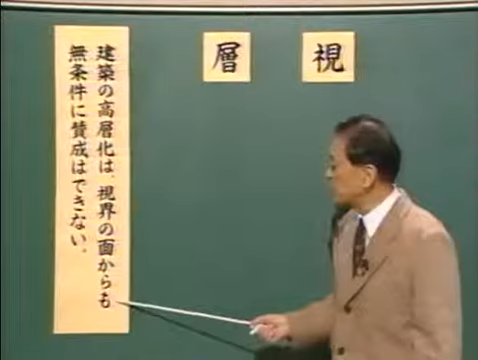 視
層
建築の高層化は、視界の面からも
無条件に賛成はできない。